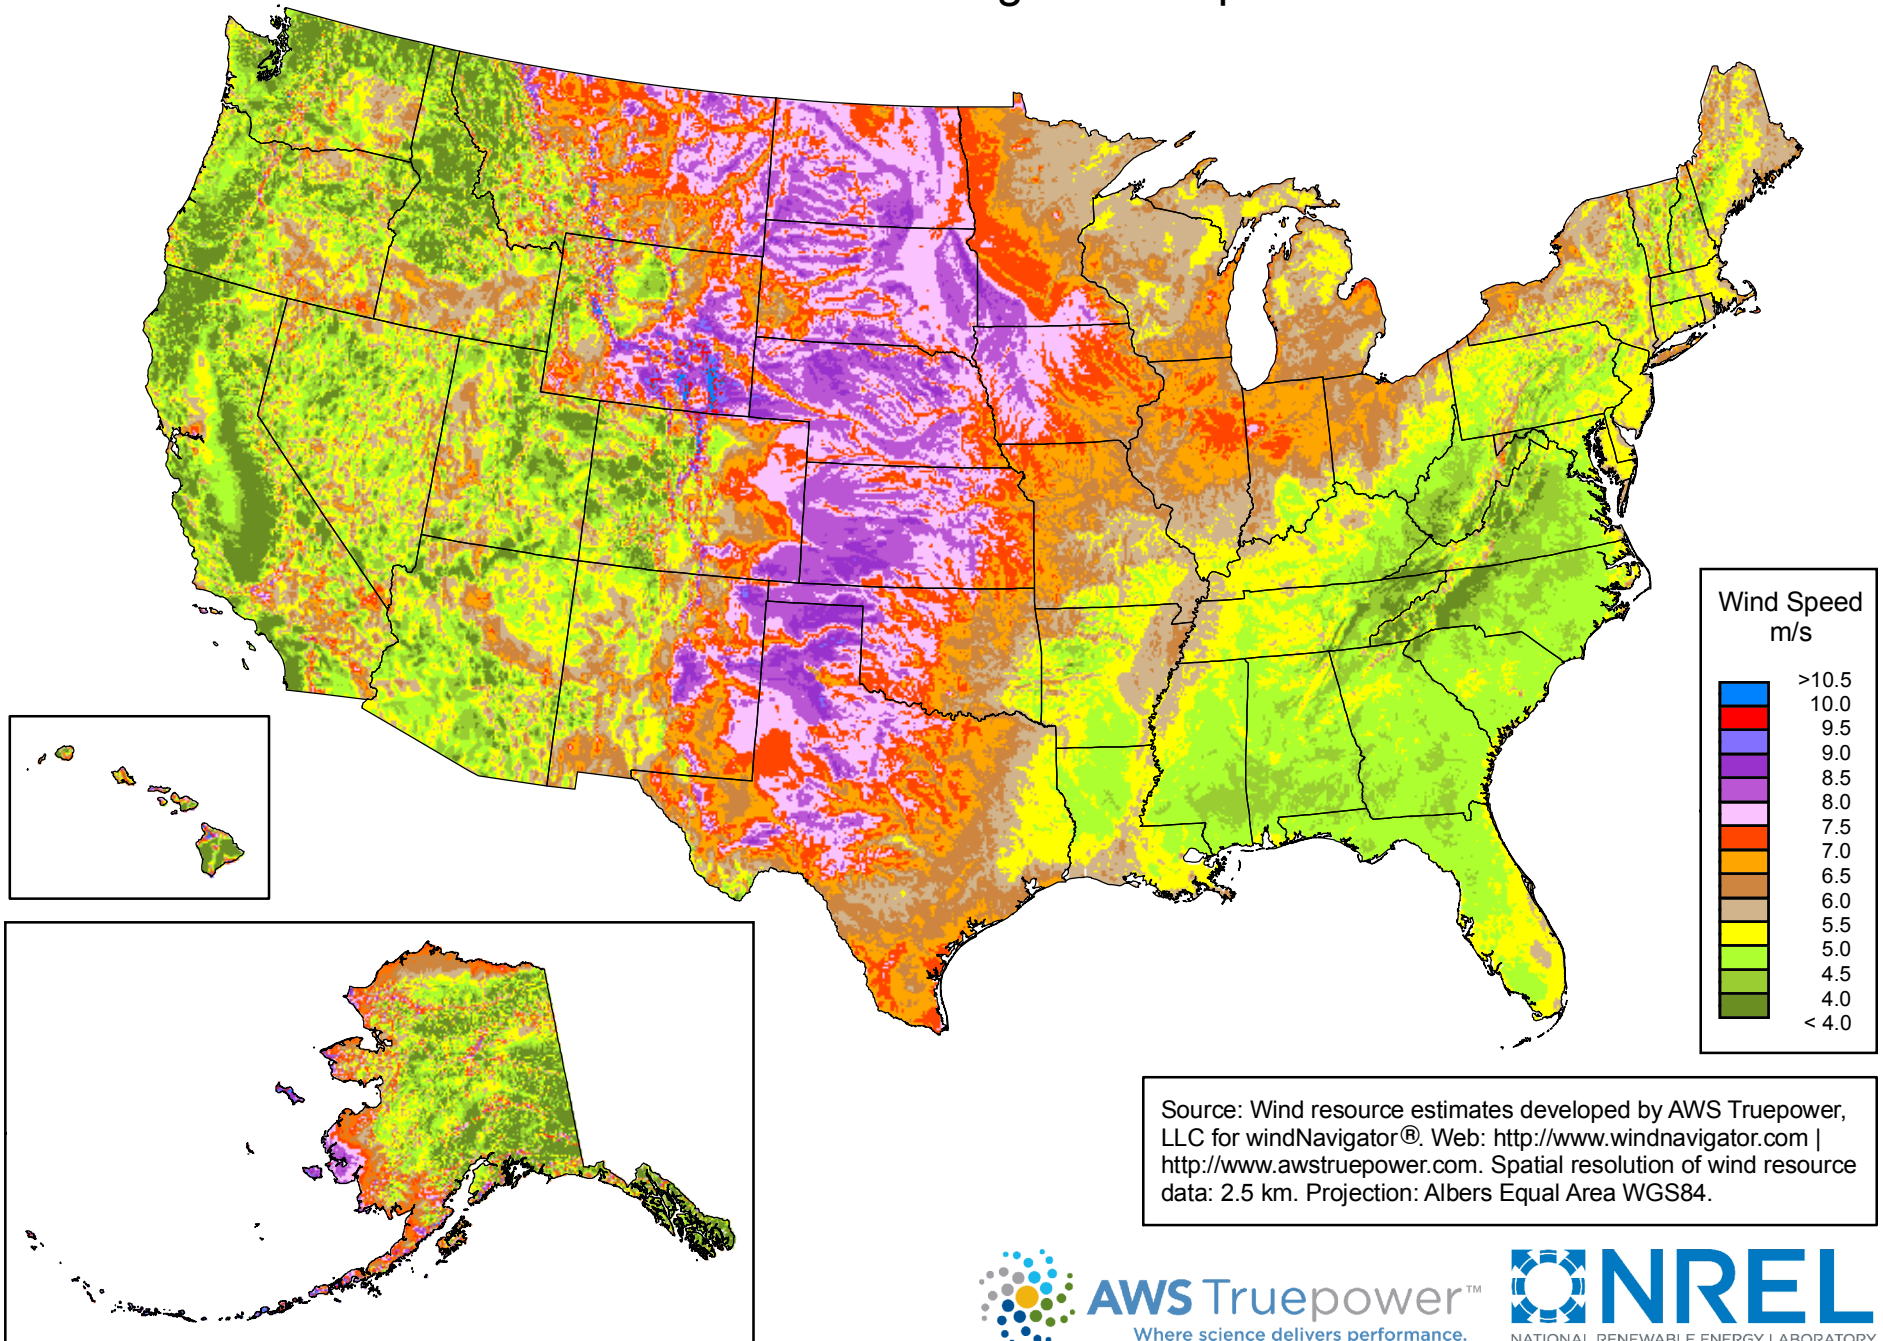 Wind Speed
m/s
>10.5
10.0
9.5
9.0
8.5
8.0
7.5
7.0
6.5
6.0
5.5
5.0
4.5
4.0
< 4.0
Source: Wind resource estimates developed by AWS Truepower,
LLC for windNavigator®. Web: http://www.windnavigator.com |
http://www.awstruepower.com. Spatial resolution of wind resource
data: 2.5 km. Projection: Albers Equal Area WGS84.
AWS Truepower™
Where science delivers performance.
NREL
NATIONAL RENEWABLE ENERGY LABORATORY